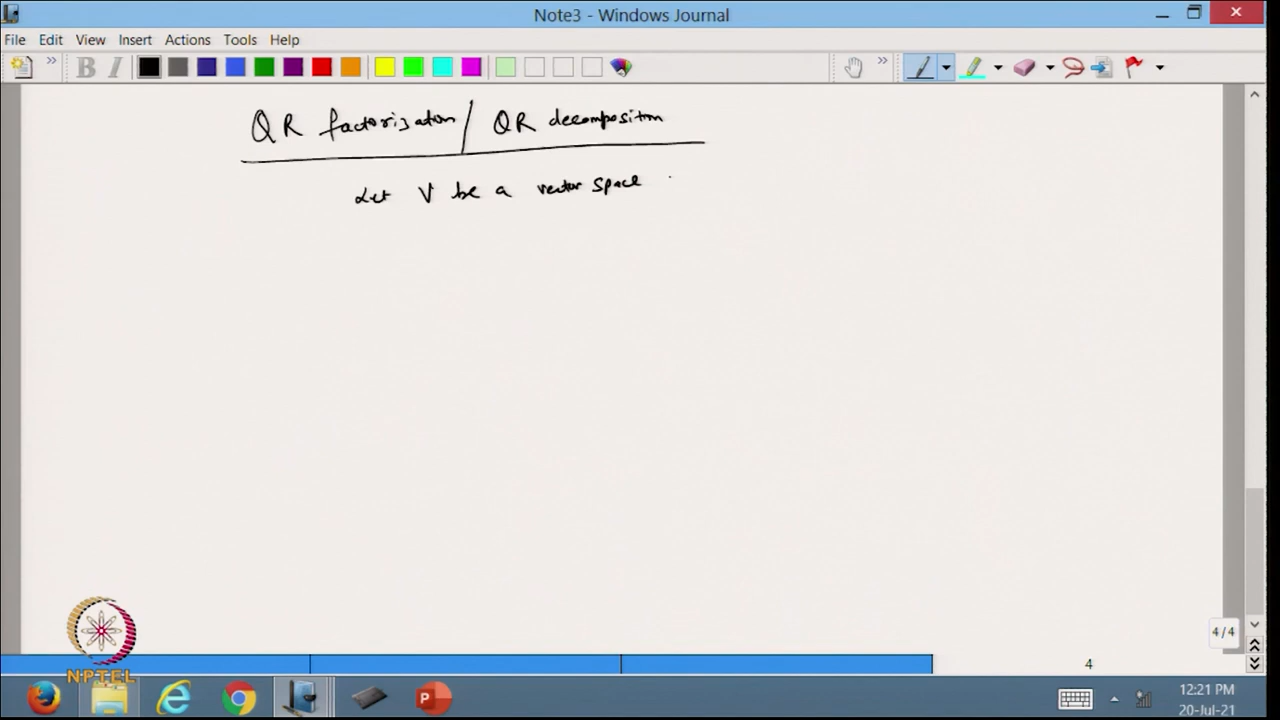 Note3 - Windows Journal
File Edit View Insert Actions Tools Help
B I
QR factorization / QR decomposition
Let V be a vector space
4/4
4
NPTEL
12:21 PM
20-Jul-21